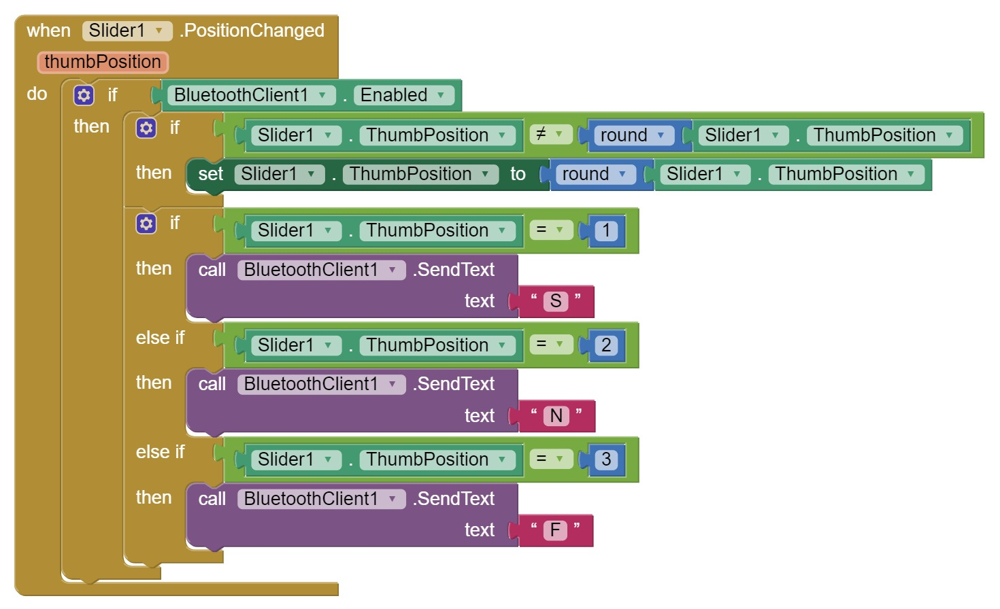 when Slider1 .PositionChanged
thumbPosition
do if BluetoothClient1 . Enabled
then if Slider1 . ThumbPosition ≠ round Slider1 . ThumbPosition
then set Slider1 . ThumbPosition to round Slider1 . ThumbPosition
if Slider1 . ThumbPosition = 1
then call BluetoothClient1 .SendText
text “ S ”
else if Slider1 . ThumbPosition = 2
then call BluetoothClient1 .SendText
text “ N ”
else if Slider1 . ThumbPosition = 3
then call BluetoothClient1 .SendText
text “ F ”